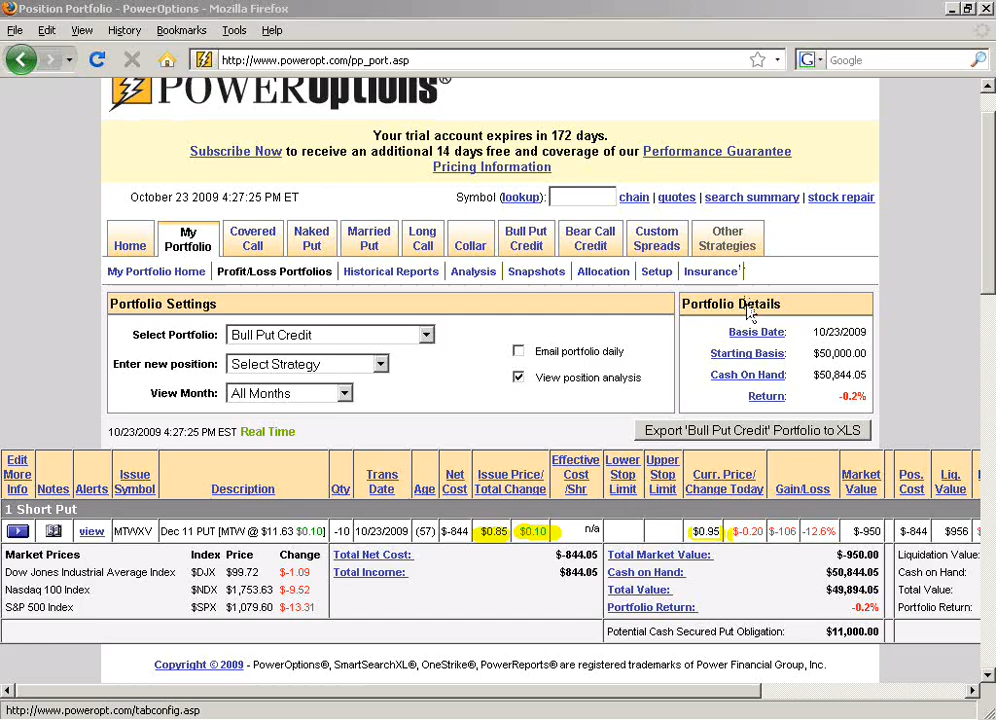 Position Portfolio - PowerOptions - Mozilla Firefox
File Edit View History Bookmarks Tools Help
http://www.poweropt.com/pp_port.asp
Google
POWEROptions®
Your trial account expires in 172 days.
Subscribe Now to receive an additional 14 days free and coverage of our Performance Guarantee
Pricing Information
October 23 2009 4:27:25 PM ET Symbol (lookup): chain | quotes | search summary | stock repair
Home My Portfolio Covered Call Naked Put Married Put Long Call Collar Bull Put Credit Bear Call Credit Custom Spreads Other Strategies
My Portfolio Home Profit/Loss Portfolios Historical Reports Analysis Snapshots Allocation Setup Insurance
Portfolio Settings
Select Portfolio: Bull Put Credit
Enter new position: Select Strategy
View Month: All Months
Email portfolio daily
View position analysis
Portfolio Details
Basis Date: 10/23/2009
Starting Basis: $50,000.00
Cash On Hand: $50,844.05
Return: -0.2%
10/23/2009 4:27:25 PM EST Real Time
Export 'Bull Put Credit' Portfolio to XLS
Edit More Info Notes Alerts Issue Symbol Description Qty Trans Date Age Net Cost Issue Price/ Total Change Effective Cost /Shr Lower Stop Limit Upper Stop Limit Curr. Price/ Change Today Gain/Loss Market Value Pos. Cost Liq. Value
1 Short Put
view MTWXV Dec 11 PUT [MTW @ $11.63 $0.10] -10 10/23/2009 (57) $-844 $0.85 $0.10 n/a $0.95 $-0.20 $-106 -12.6% $-950 $-844 $956
Market Prices Index Price Change
Dow Jones Industrial Average Index $DJX $99.72 $-1.09
Nasdaq 100 Index $NDX $1,753.63 $-9.52
S&P 500 Index $SPX $1,079.60 $-13.31
Total Net Cost: $-844.05
Total Income: $844.05
Total Market Value: $-950.00
Cash on Hand: $50,844.05
Total Value: $49,894.05
Portfolio Return: -0.2%
Potential Cash Secured Put Obligation: $11,000.00
Liquidation Value:
Cash on Hand:
Total Value:
Portfolio Return:
Copyright © 2009 - PowerOptions®, SmartSearchXL®, OneStrike®, PowerReports® are registered trademarks of Power Financial Group, Inc.
http://www.poweropt.com/tabconfig.asp